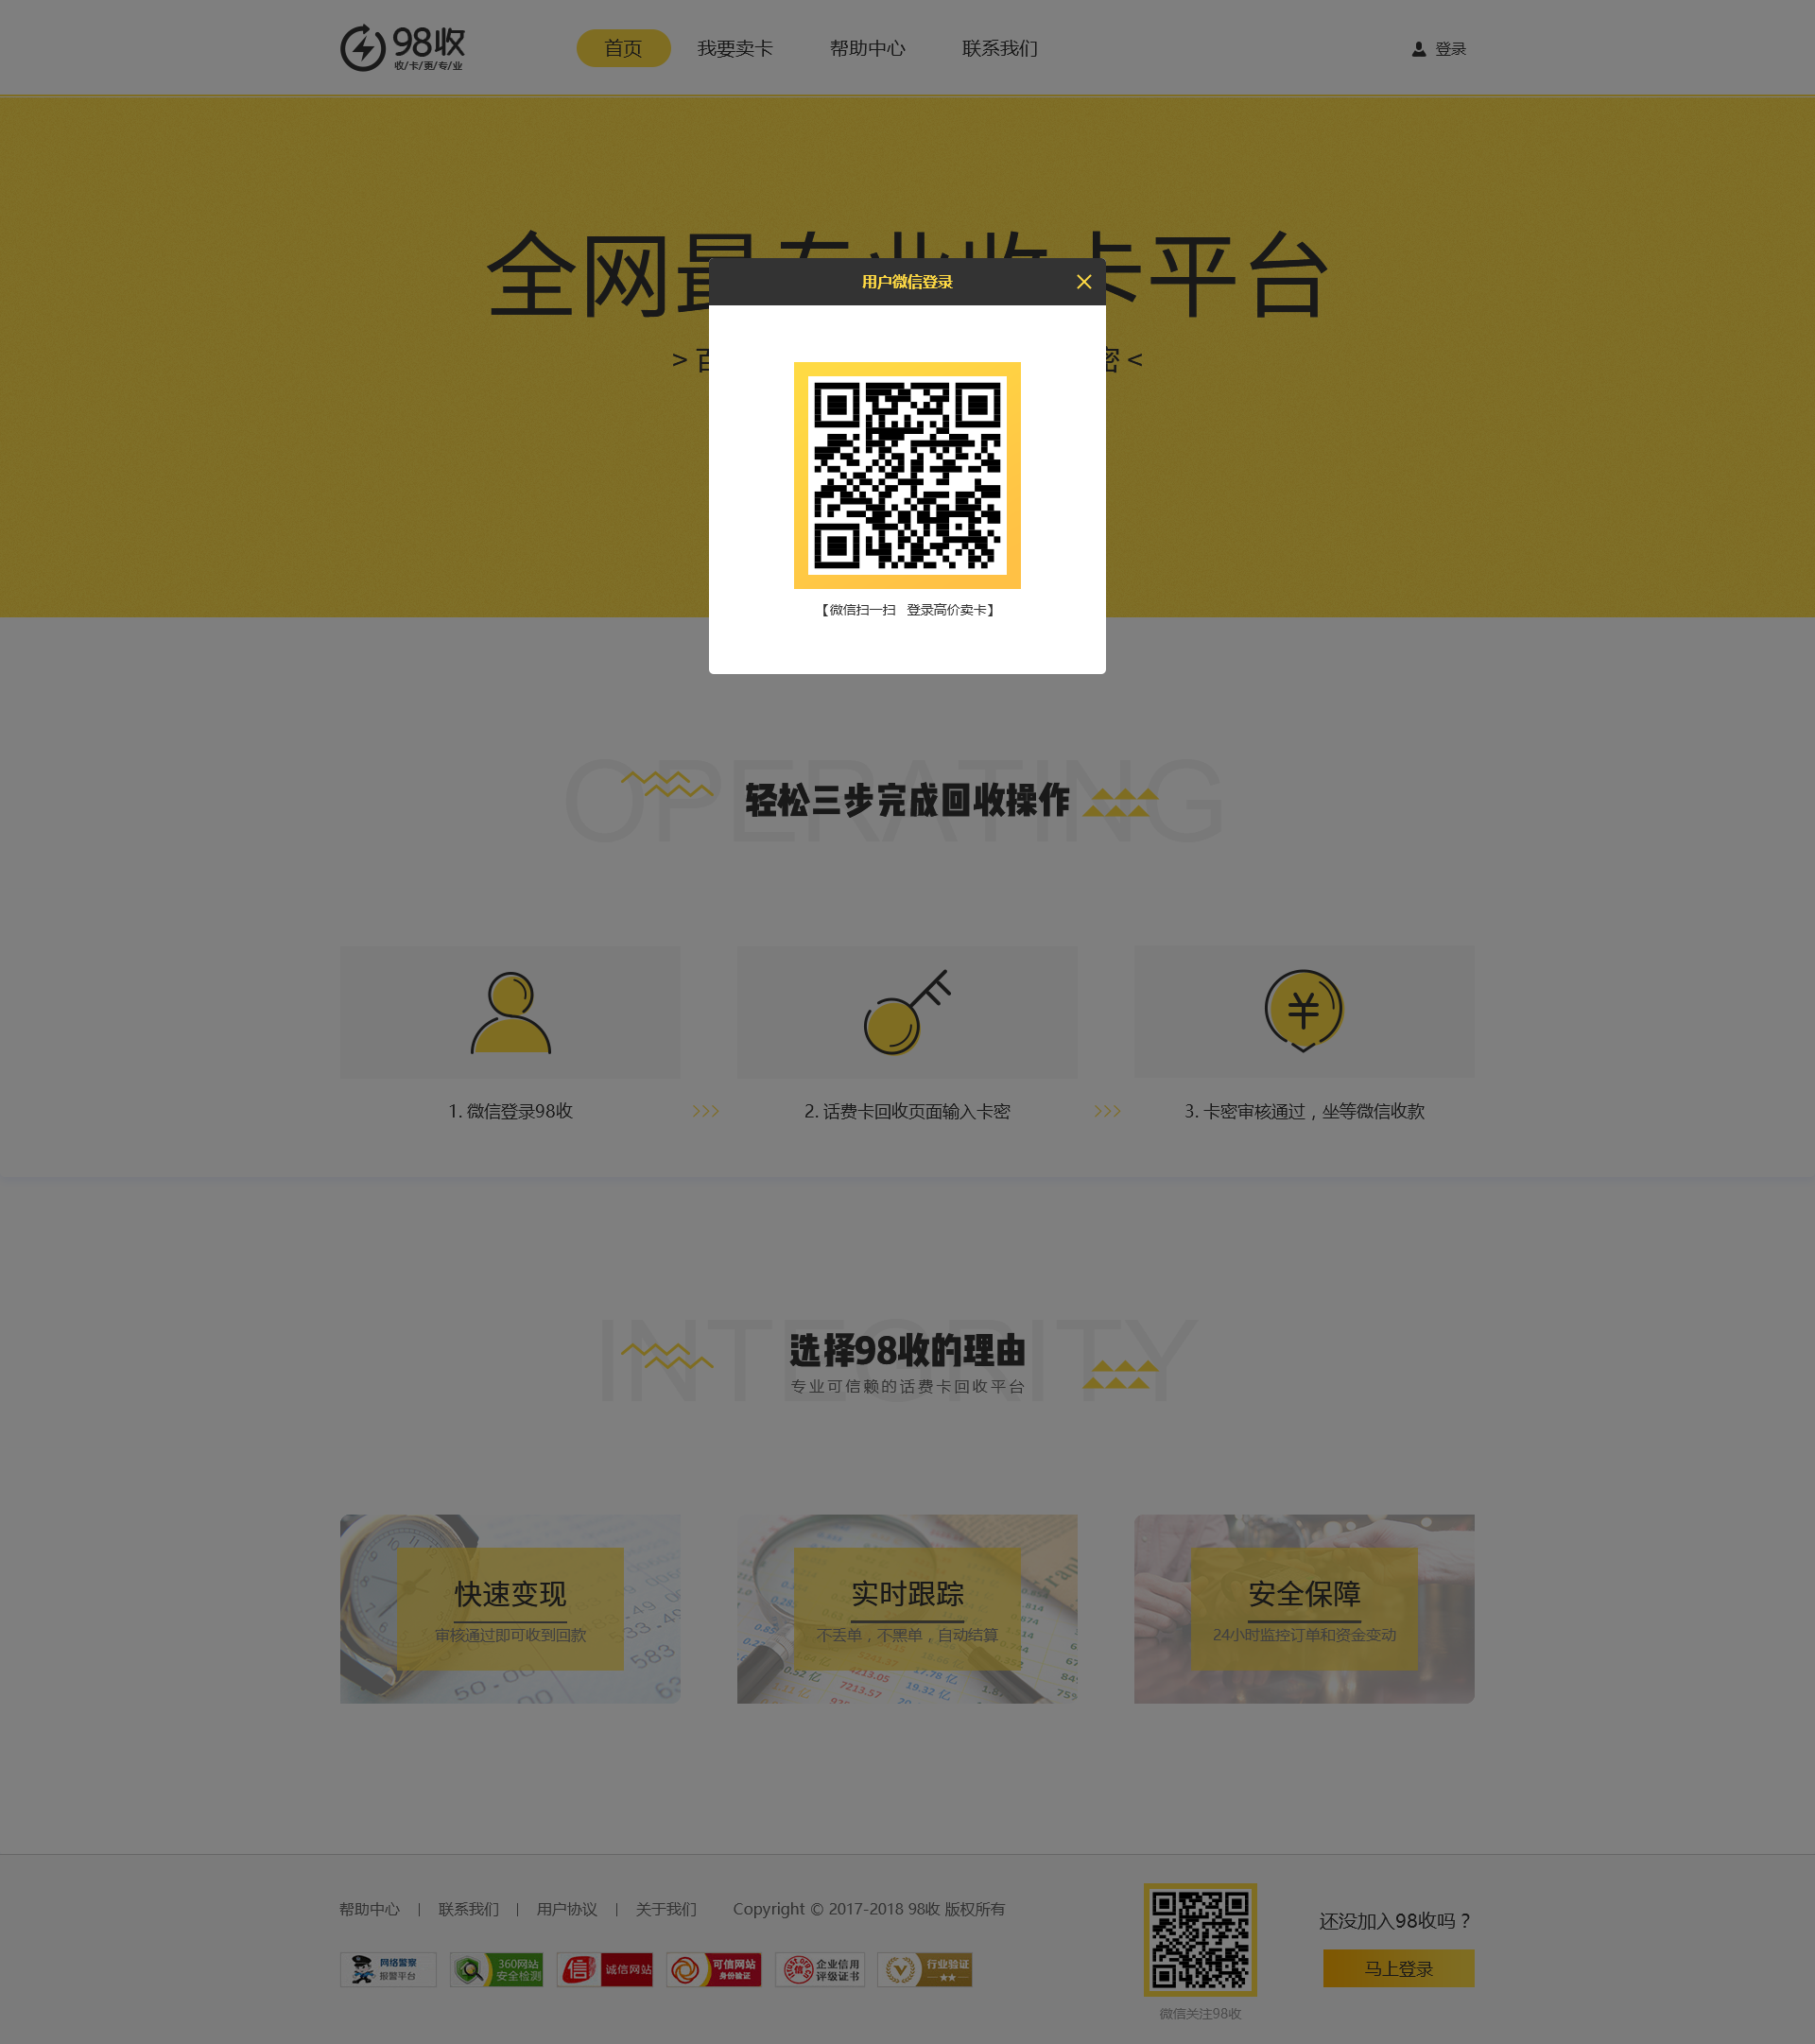 98收
收/卡/更/专/业
首页 我要卖卡 帮助中心 联系我们 登录
全网最专业收卡平台
用户微信登录
> 百 密 <
【微信扫一扫 登录高价卖卡】
OPERATING
轻松三步完成回收操作
1. 微信登录98收
2. 话费卡回收页面输入卡密
3. 卡密审核通过，坐等微信收款
INTEGRITY
选择98收的理由
专业可信赖的话费卡回收平台
快速变现
审核通过即可收到回款
实时跟踪
不丢单，不黑单，自动结算
安全保障
24小时监控订单和资金变动
帮助中心 | 联系我们 | 用户协议 | 关于我们 Copyright © 2017-2018 98收 版权所有
还没加入98收吗？
马上登录
网络警察
报警平台
360网站
安全检测
信 诚信网站
可信网站
身份验证
企业信用
评级证书
行业验证
微信关注98收